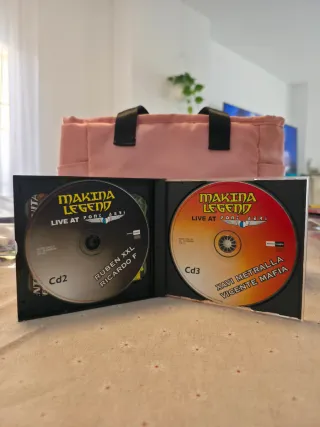 MAKINA
LEGEND
LIVE AT
Cd2
RUBEN XXL
RICARDO F
MAKINA
LEGEND
LIVE AT
Cd3
XAVI METRALLA
VICENTE MAFIA